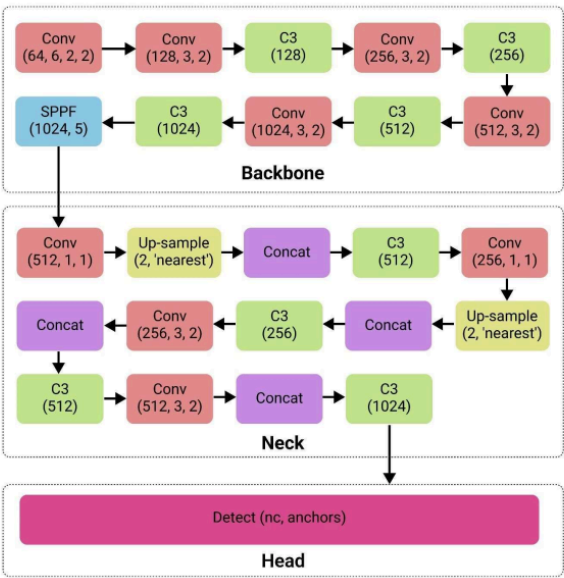 Conv
(64, 6, 2, 2)
Conv
(128, 3, 2)
C3
(128)
Conv
(256, 3, 2)
C3
(256)
SPPF
(1024, 5)
C3
(1024)
Conv
(1024, 3, 2)
C3
(512)
Conv
(512, 3, 2)
Backbone
Conv
(512, 1, 1)
Up-sample
(2, 'nearest')
Concat
C3
(512)
Conv
(256, 1, 1)
Concat
Conv
(256, 3, 2)
C3
(256)
Concat
Up-sample
(2, 'nearest')
C3
(512)
Conv
(512, 3, 2)
Concat
C3
(1024)
Neck
Detect (nc, anchors)
Head